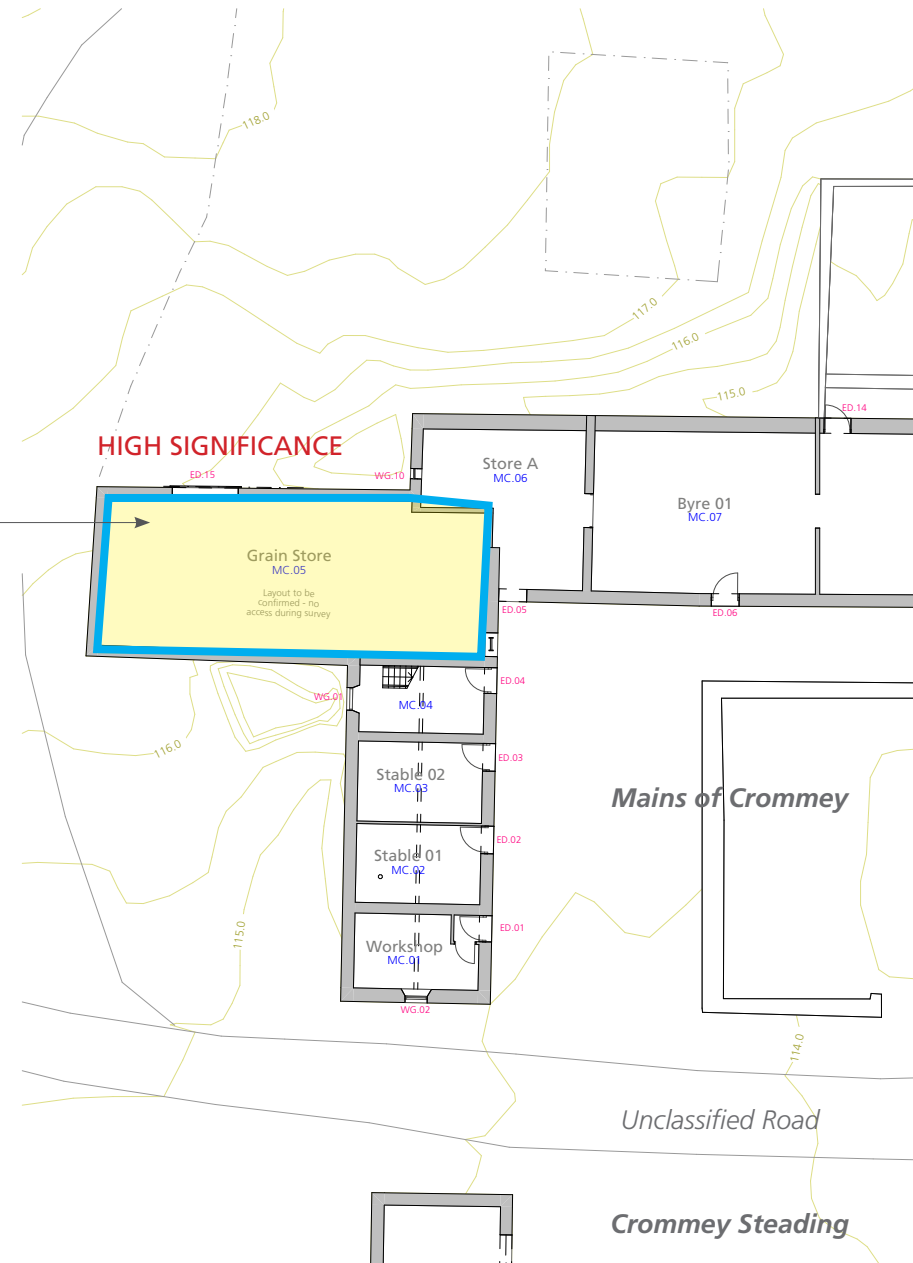 118.0
117.0
116.0
115.0
ED.14
HIGH SIGNIFICANCE
ED.15
WG.10
Store A
MC.06
Byre 01
MC.07
Grain Store
MC.05
Layout to be
confirmed - no
access during survey
ED.05
ED.06
ED.04
WG.01
MC.04
116.0
ED.03
Stable 02
MC.03
Mains of Crommey
ED.02
Stable 01
MC.02
115.0
ED.01
Workshop
MC.01
WG.02
114.0
Unclassified Road
Crommey Steading